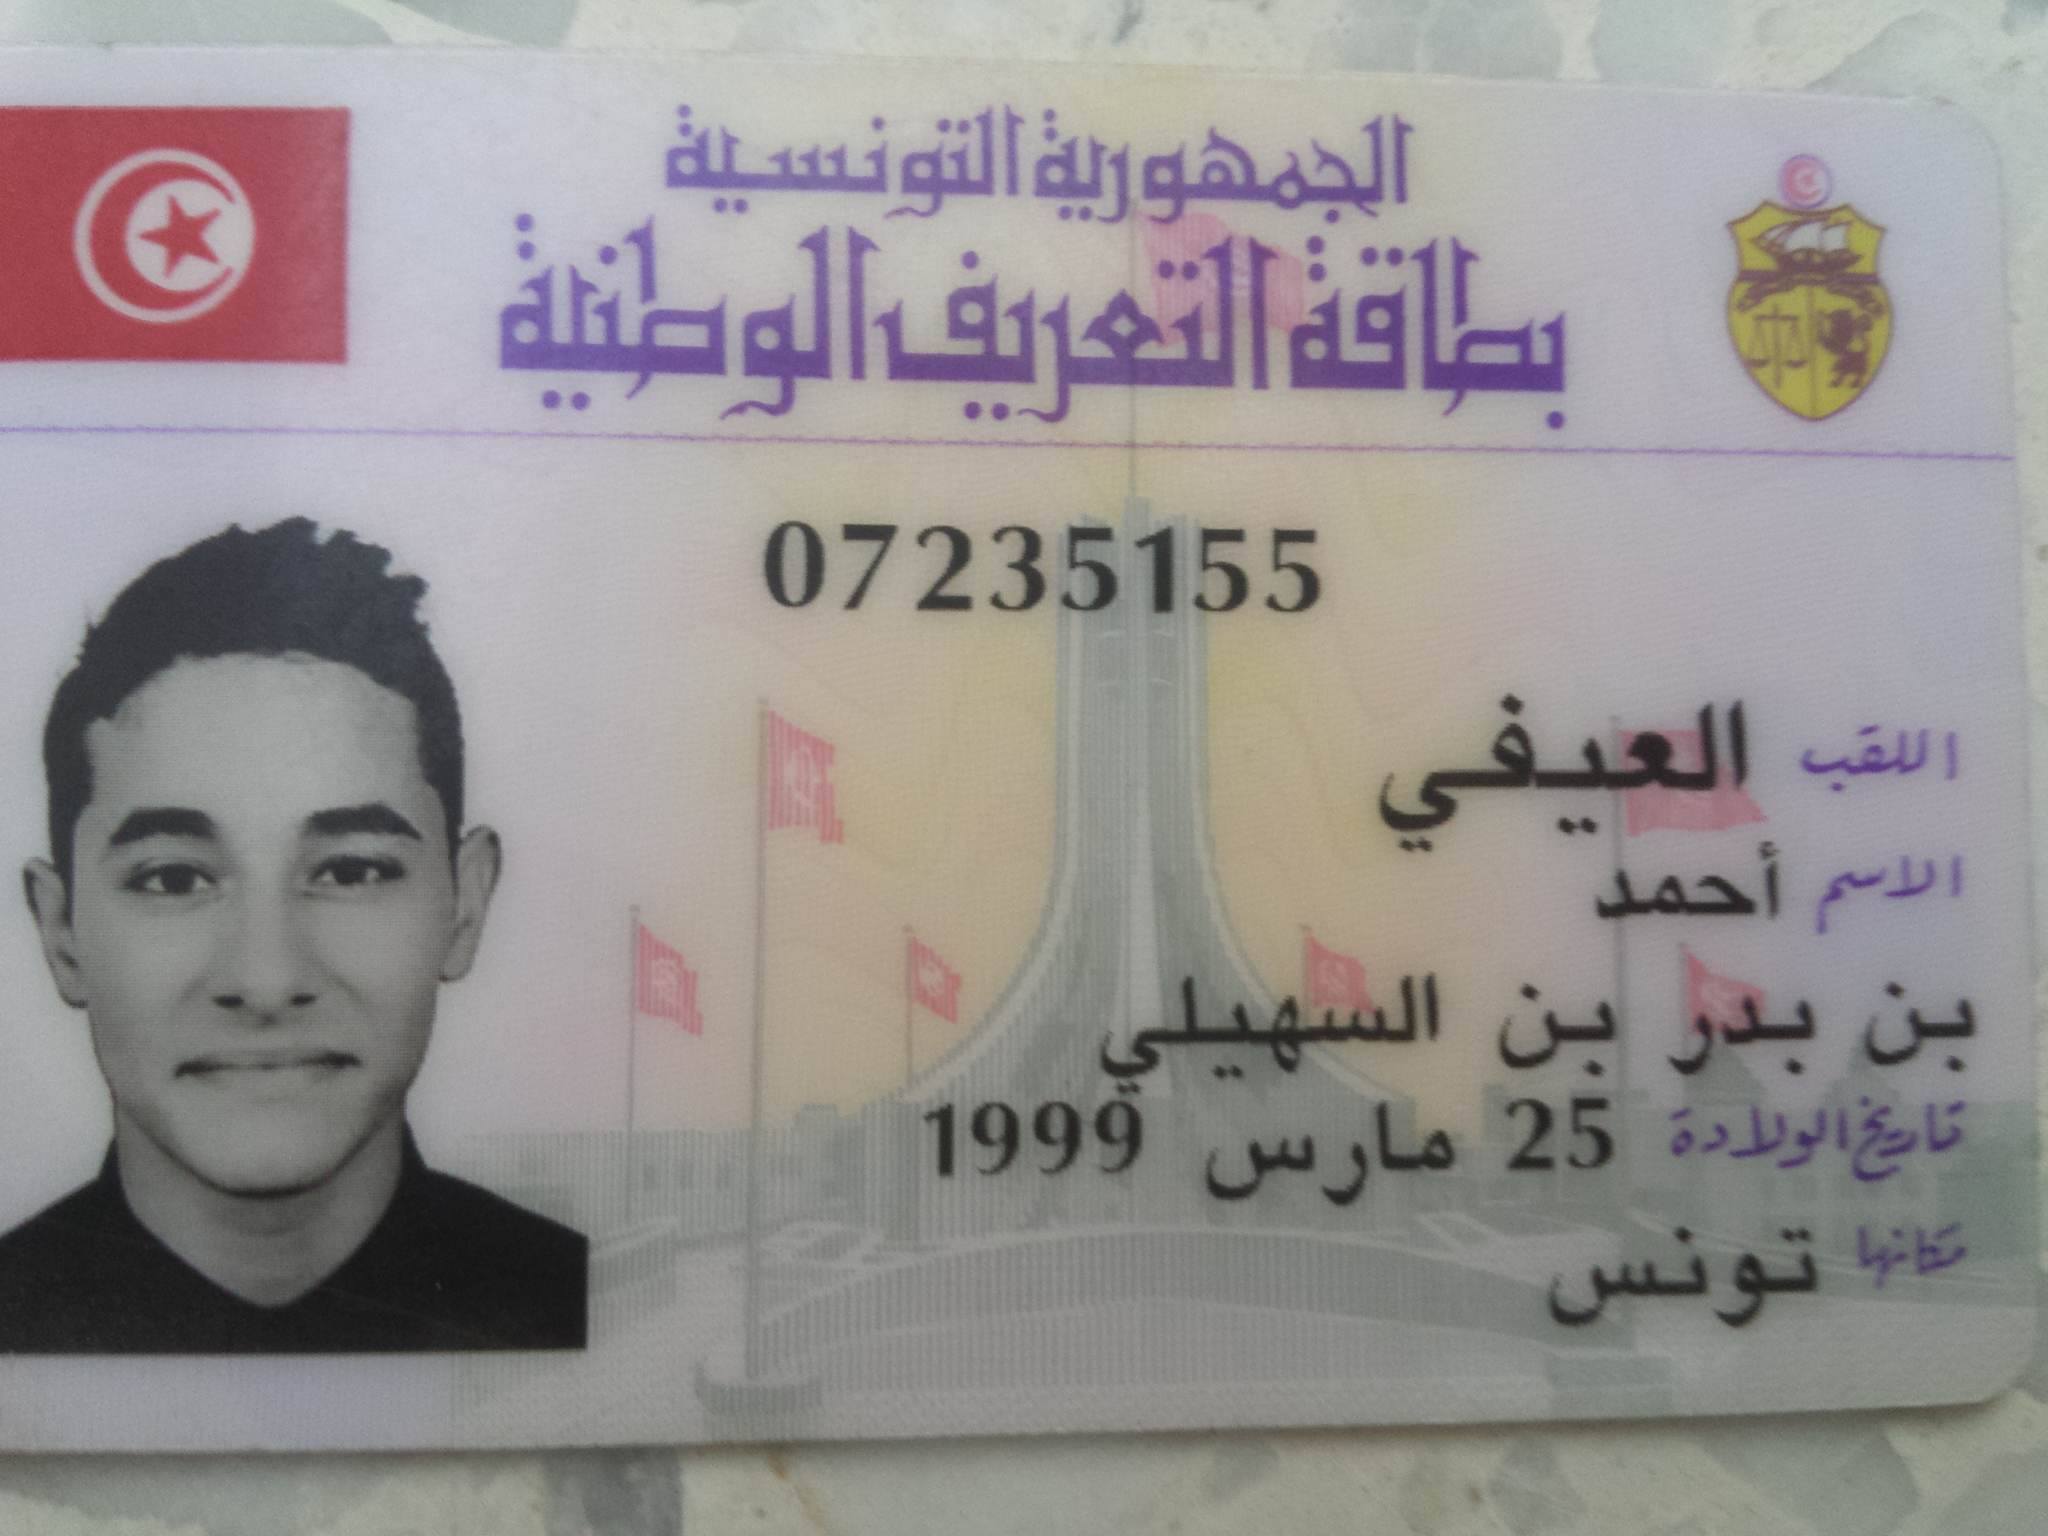 الجمهورية التونسية
بطاقة التعريف الوطنية
07235155
اللقب العيفي
الاسم أحمد
بن بدر بن السهيلي
تاريخ الولادة 25 مارس 1999
مكانها تونس